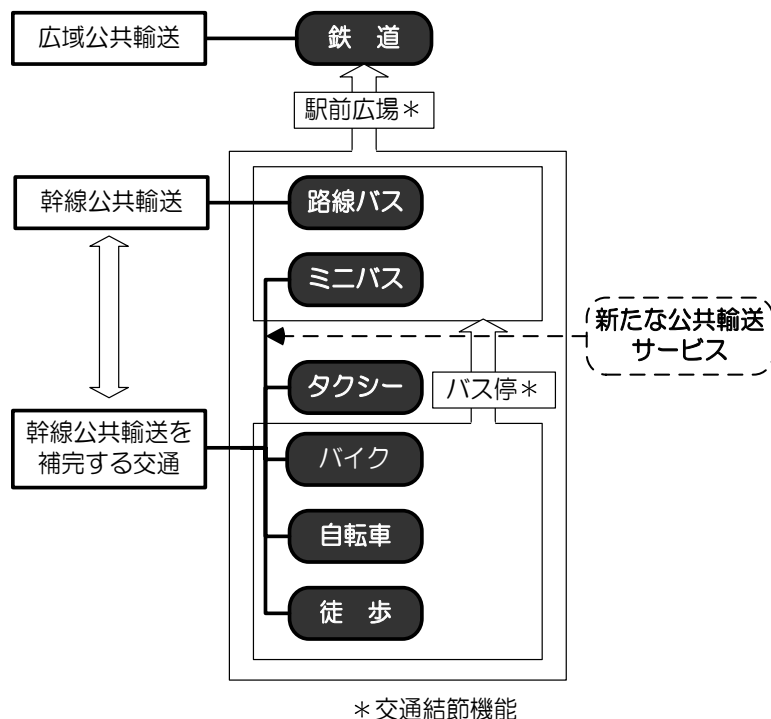 広域公共輸送
鉄 道
駅前広場＊
幹線公共輸送
路線バス
ミニバス
新たな公共輸送
サービス
タクシー
バス停＊
幹線公共輸送を
補完する交通
バイク
自転車
徒 歩
＊交通結節機能